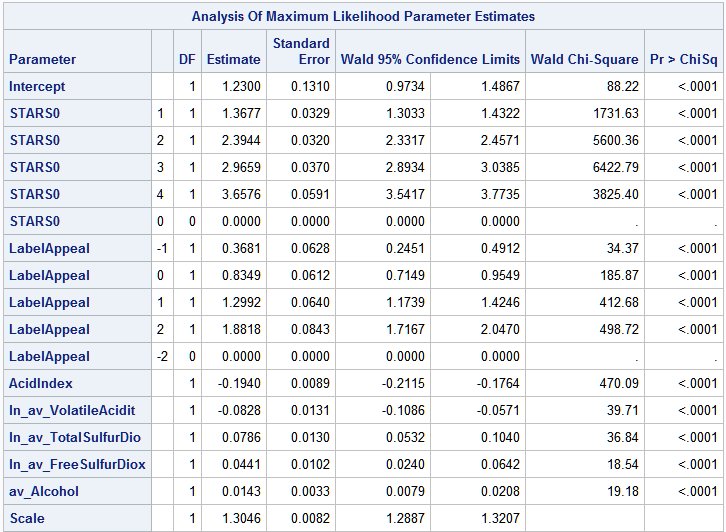 Analysis Of Maximum Likelihood Parameter Estimates
Parameter DF Estimate Standard Error Wald 95% Confidence Limits Wald Chi-Square Pr > ChiSq
Intercept 1 1.2300 0.1310 0.9734 1.4867 88.22 <.0001
STARS0 1 1 1.3677 0.0329 1.3033 1.4322 1731.63 <.0001
STARS0 2 1 2.3944 0.0320 2.3317 2.4571 5600.36 <.0001
STARS0 3 1 2.9659 0.0370 2.8934 3.0385 6422.79 <.0001
STARS0 4 1 3.6576 0.0591 3.5417 3.7735 3825.40 <.0001
STARS0 0 0 0.0000 0.0000 0.0000 0.0000 . .
LabelAppeal -1 1 0.3681 0.0628 0.2451 0.4912 34.37 <.0001
LabelAppeal 0 1 0.8349 0.0612 0.7149 0.9549 185.87 <.0001
LabelAppeal 1 1 1.2992 0.0640 1.1739 1.4246 412.68 <.0001
LabelAppeal 2 1 1.8818 0.0843 1.7167 2.0470 498.72 <.0001
LabelAppeal -2 0 0.0000 0.0000 0.0000 0.0000 . .
AcidIndex 1 -0.1940 0.0089 -0.2115 -0.1764 470.09 <.0001
ln_av_VolatileAcidit 1 -0.0828 0.0131 -0.1086 -0.0571 39.71 <.0001
ln_av_TotalSulfurDio 1 0.0786 0.0130 0.0532 0.1040 36.84 <.0001
ln_av_FreeSulfurDiox 1 0.0441 0.0102 0.0240 0.0642 18.54 <.0001
av_Alcohol 1 0.0143 0.0033 0.0079 0.0208 19.18 <.0001
Scale 1 1.3046 0.0082 1.2887 1.3207